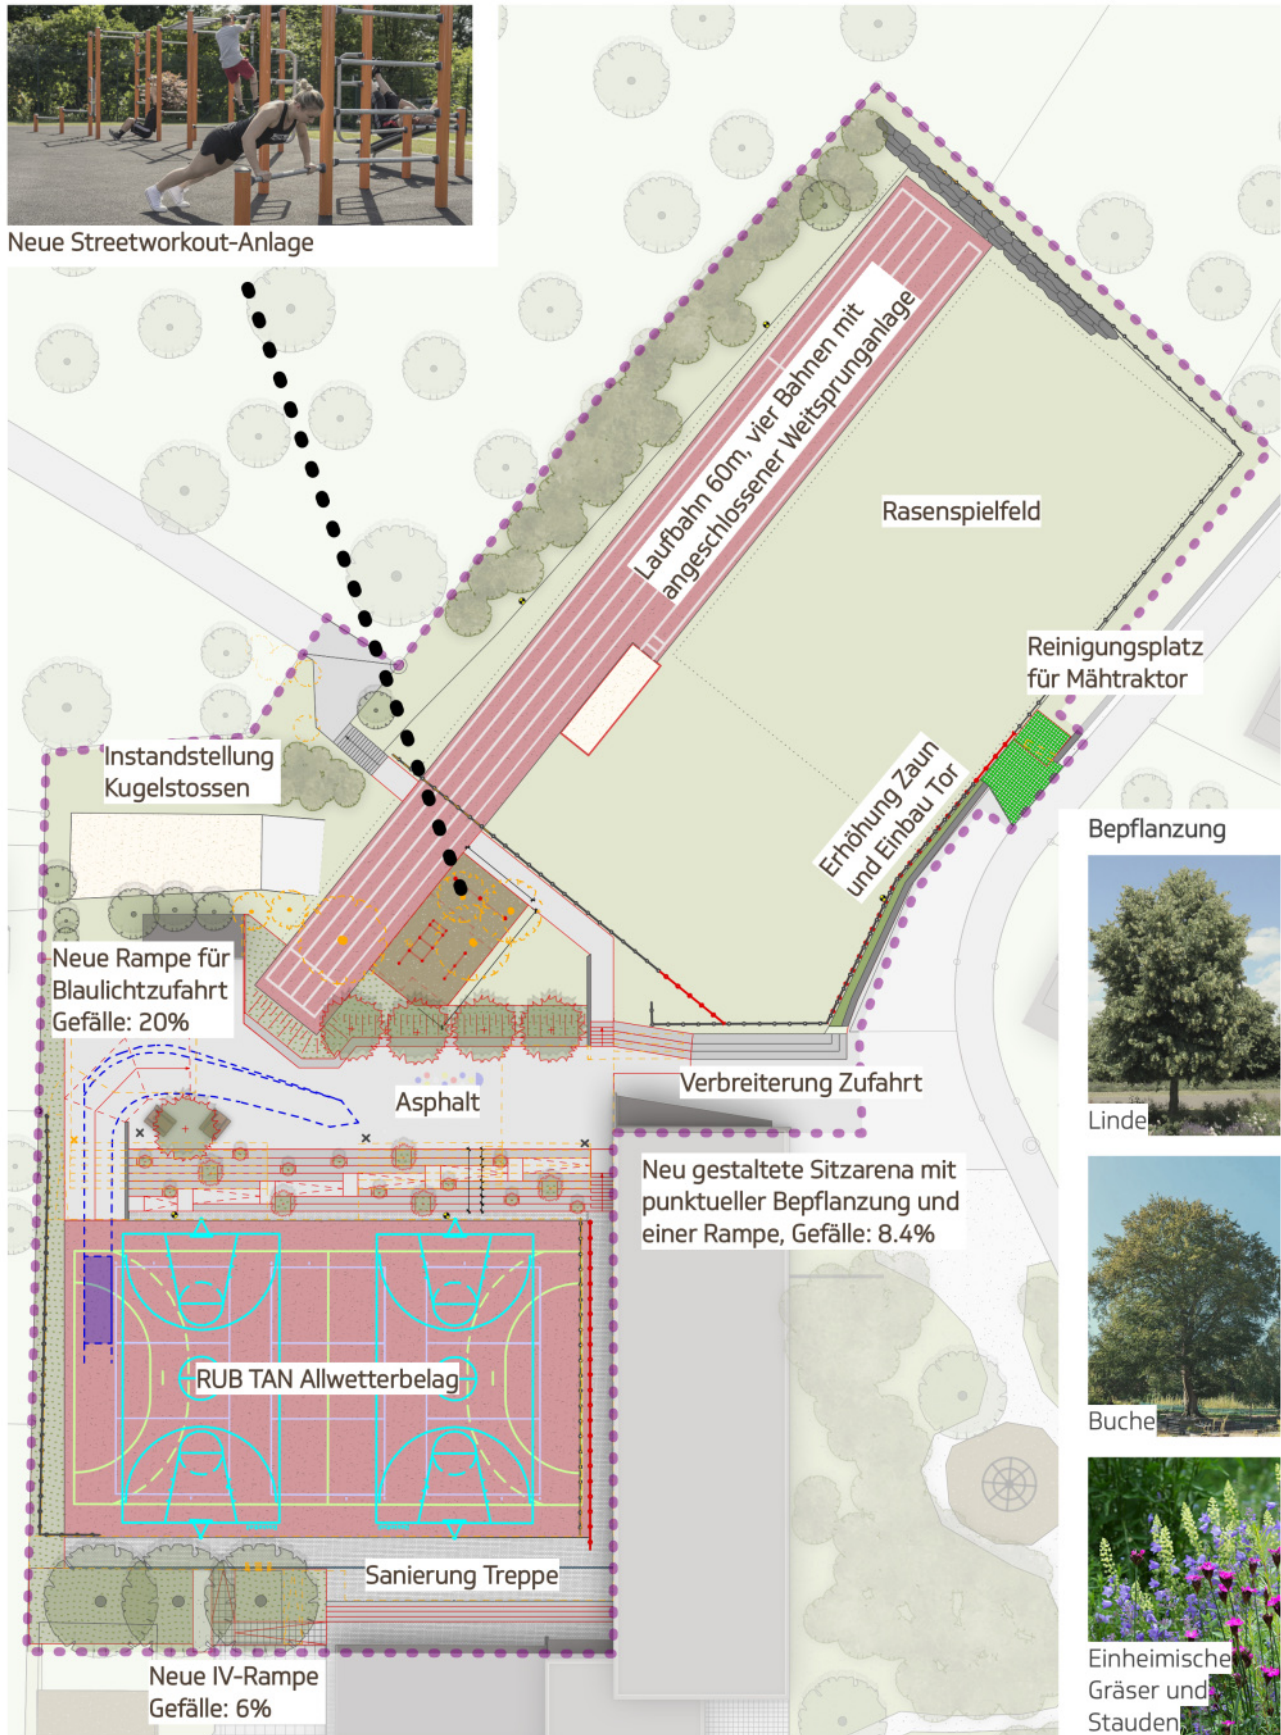 Neue Streetworkout-Anlage
Laufbahn 60m, vier Bahnen mit
angeschlossener Weitsprunganlage
Rasenspielfeld
Reinigungsplatz
für Mähtraktor
Instandstellung
Kugelstossen
Erhöhung Zaun
und Einbau Tor
Bepflanzung
Neue Rampe für
Blaulichtzufahrt
Gefälle: 20%
Asphalt
Verbreiterung Zufahrt
Linde
Neu gestaltete Sitzarena mit
punktueller Bepflanzung und
einer Rampe, Gefälle: 8.4%
RUB TAN Allwetterbelag
Buche
Sanierung Treppe
Neue IV-Rampe
Gefälle: 6%
Einheimische
Gräser und
Stauden